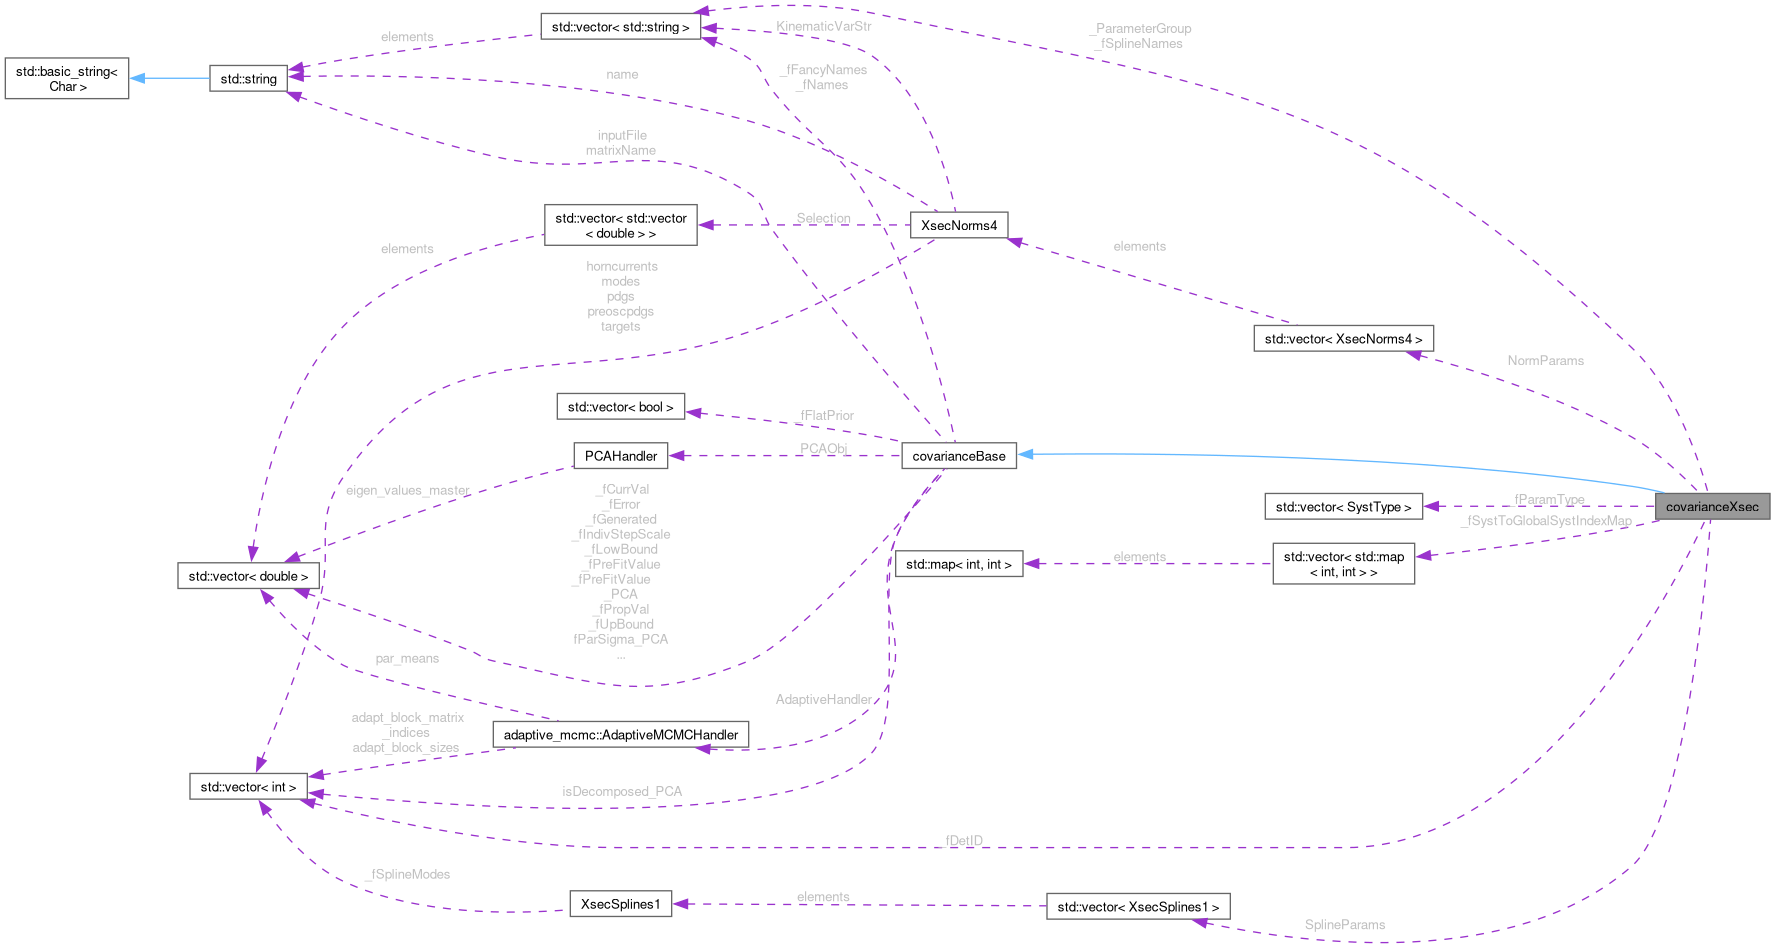 std::vector< std::string >
KinematicVarStr
_ParameterGroup
_fSplineNames
elements
std::basic_string<
Char >
std::string
name
_fFancyNames
_fNames
inputFile
matrixName
std::vector< std::vector
< double > >
Selection
XsecNorms4
elements
elements
horncurrents
modes
pdgs
preoscpdgs
targets
std::vector< XsecNorms4 >
NormParams
std::vector< bool >
_fFlatPrior
PCAHandler
PCAObj
covarianceBase
eigen_values_master
_fCurrVal
_fError
_fGenerated
_fIndivStepScale
_fLowBound
_fPreFitValue
_fPreFitValue
_PCA
_fPropVal
_fUpBound
fParSigma_PCA
...
std::vector< SystType >
_fParamType
covarianceXsec
_fSystToGlobalSystIndexMap
std::map< int, int >
elements
std::vector< std::map
< int, int > >
std::vector< double >
par_means
AdaptiveHandler
adapt_block_matrix
_indices
adapt_block_sizes
adaptive_mcmc::AdaptiveMCMCHandler
std::vector< int >
isDecomposed_PCA
_fDetID
_fSplineModes
XsecSplines1
elements
std::vector< XsecSplines1 >
SplineParams